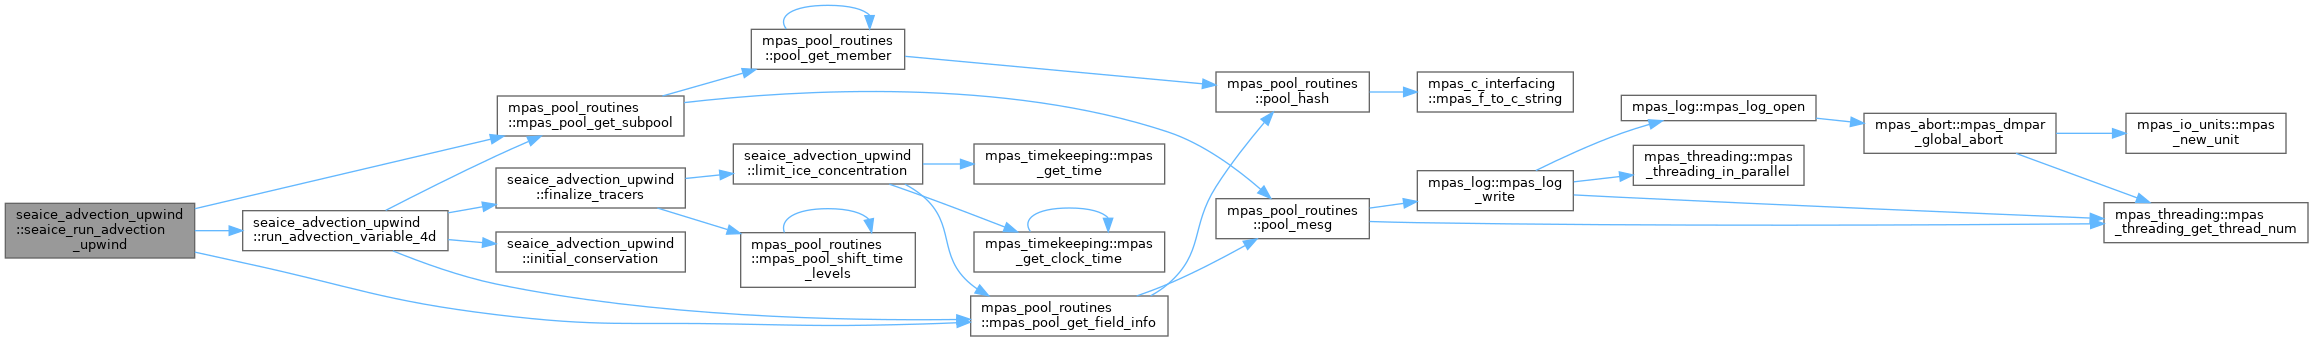 seaice_advection_upwind
::seaice_run_advection
_upwind
seaice_advection_upwind
::run_advection_variable_4d
mpas_pool_routines
::mpas_pool_get_subpool
seaice_advection_upwind
::finalize_tracers
seaice_advection_upwind
::initial_conservation
mpas_pool_routines
::pool_get_member
seaice_advection_upwind
::limit_ice_concentration
mpas_pool_routines
::mpas_pool_shift_time
_levels
mpas_timekeeping::mpas
_get_time
mpas_timekeeping::mpas
_get_clock_time
mpas_pool_routines
::mpas_pool_get_field_info
mpas_pool_routines
::pool_hash
mpas_pool_routines
::pool_mesg
mpas_c_interfacing
::mpas_f_to_c_string
mpas_log::mpas_log
_write
mpas_log::mpas_log_open
mpas_threading::mpas
_threading_in_parallel
mpas_abort::mpas_dmpar
_global_abort
mpas_io_units::mpas
_new_unit
mpas_threading::mpas
_threading_get_thread_num